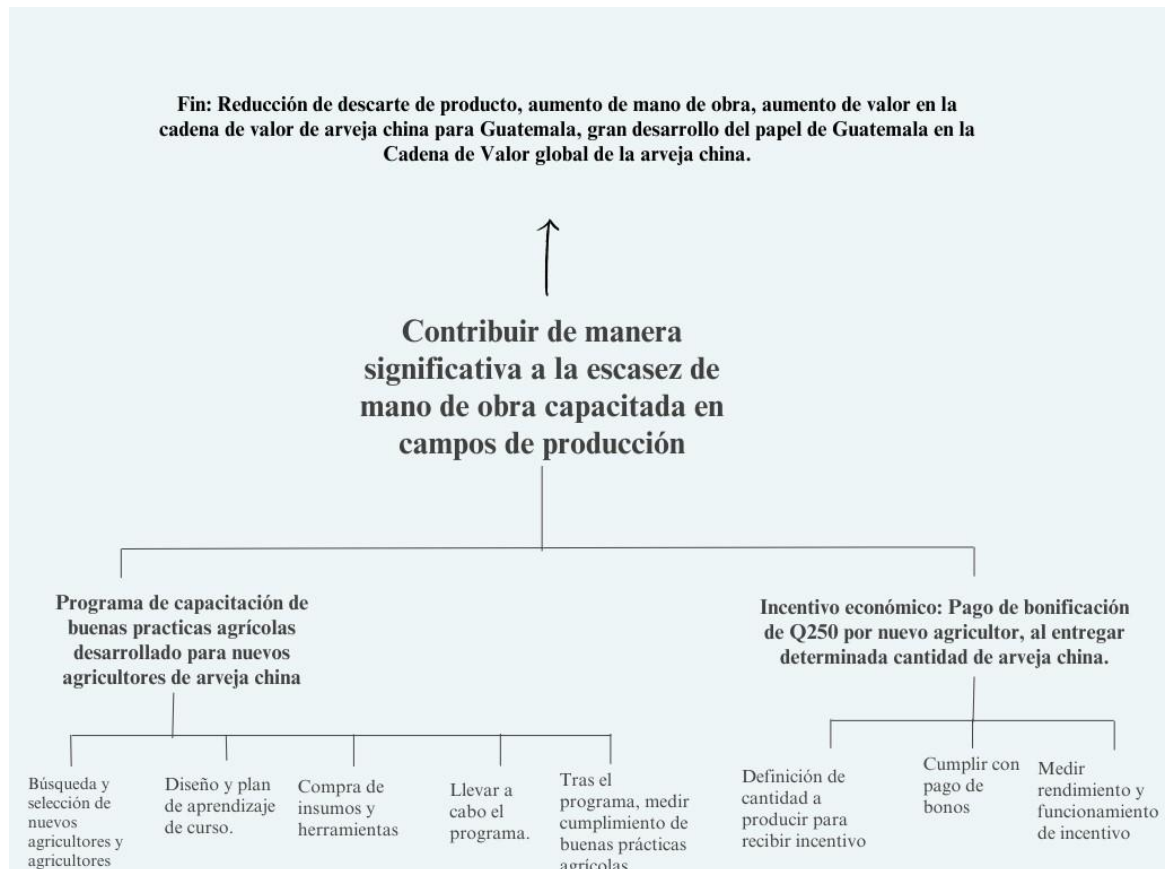 Fin: Reducción de descarte de producto, aumento de mano de obra, aumento de valor en la
cadena de valor de arveja china para Guatemala, gran desarrollo del papel de Guatemala en la
Cadena de Valor global de la arveja china.
Contribuir de manera
significativa a la escasez de
mano de obra capacitada en
campos de producción
Programa de capacitación de
buenas practicas agrícolas
desarrollado para nuevos
agricultores de arveja china
Incentivo económico: Pago de bonificación
de Q250 por nuevo agricultor, al entregar
determinada cantidad de arveja china.
Búsqueda y
selección de
nuevos
agricultores y
agricultores
Diseño y plan
de aprendizaje
de curso.
Compra de
insumos y
herramientas
Llevar a
cabo el
programa.
Tras el
programa, medir
cumplimiento de
buenas prácticas
agrícolas
Definición de
cantidad a
producir para
recibir incentivo
Cumplir con
pago de
bonos
Medir
rendimiento y
funcionamiento
de incentivo